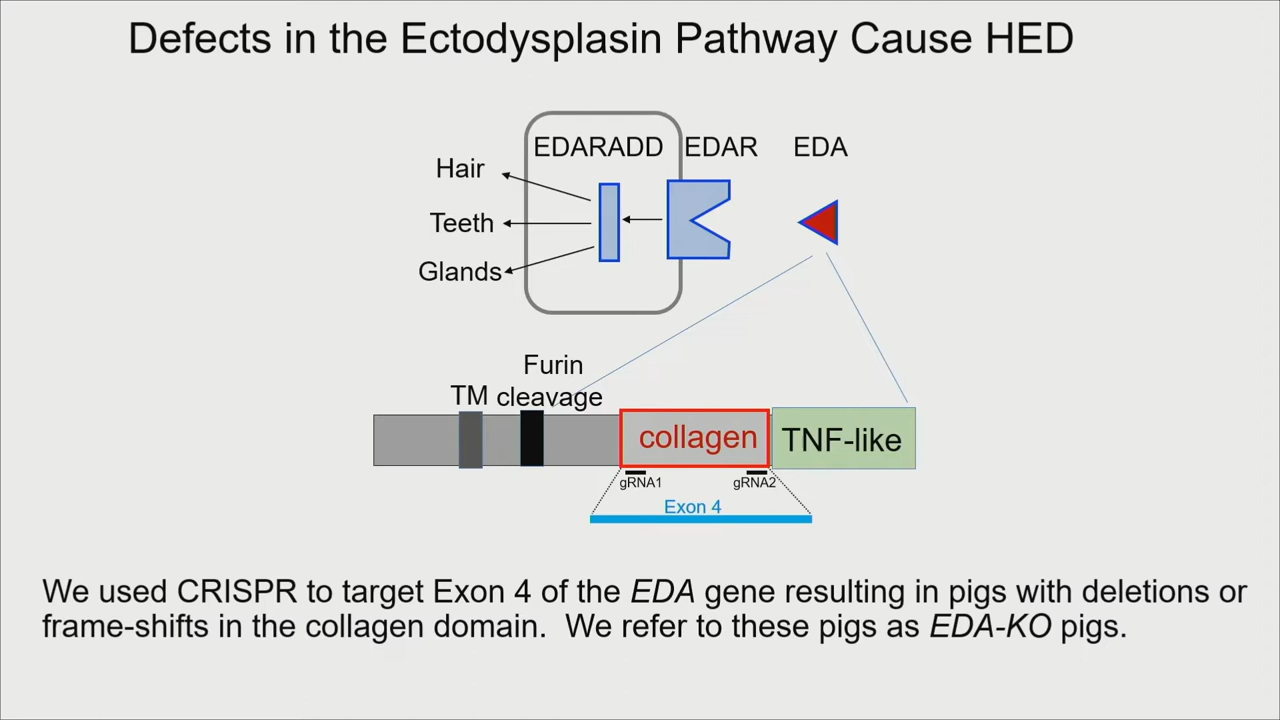 Defects in the Ectodysplasin Pathway Cause HED
EDARADD
EDAR
EDA
Hair
Teeth
Glands
Furin
TM cleavage
collagen
TNF-like
gRNA1
gRNA2
Exon 4
We used CRISPR to target Exon 4 of the EDA gene resulting in pigs with deletions or
frame-shifts in the collagen domain.  We refer to these pigs as EDA-KO pigs.